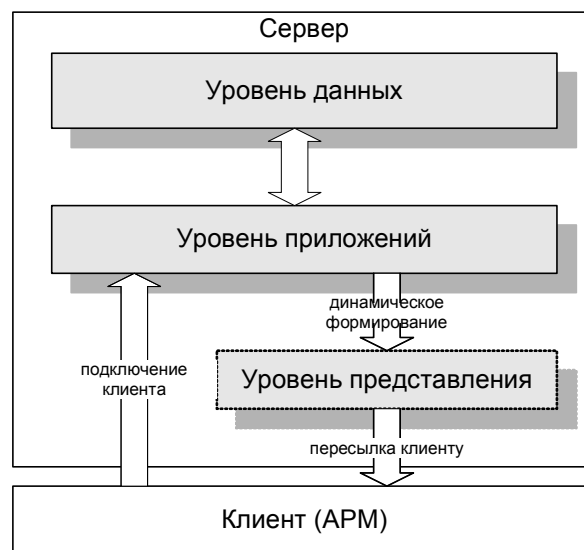 Сервер
Уровень данных
Уровень приложений
динамическое
формирование
подключение
клиента
Уровень представления
пересылка клиенту
Клиент (АРМ)